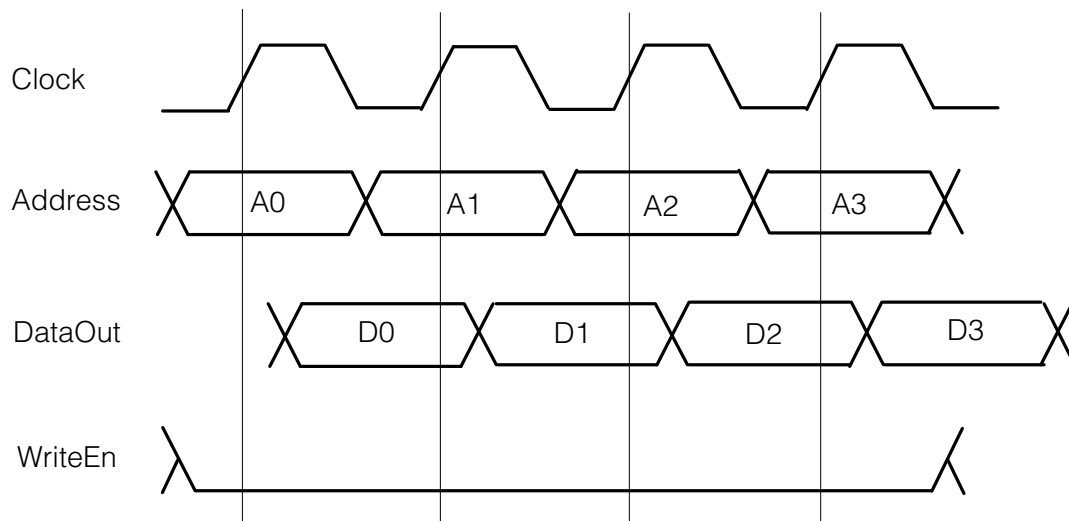 Clock
Address A0 A1 A2 A3
DataOut D0 D1 D2 D3
WriteEn